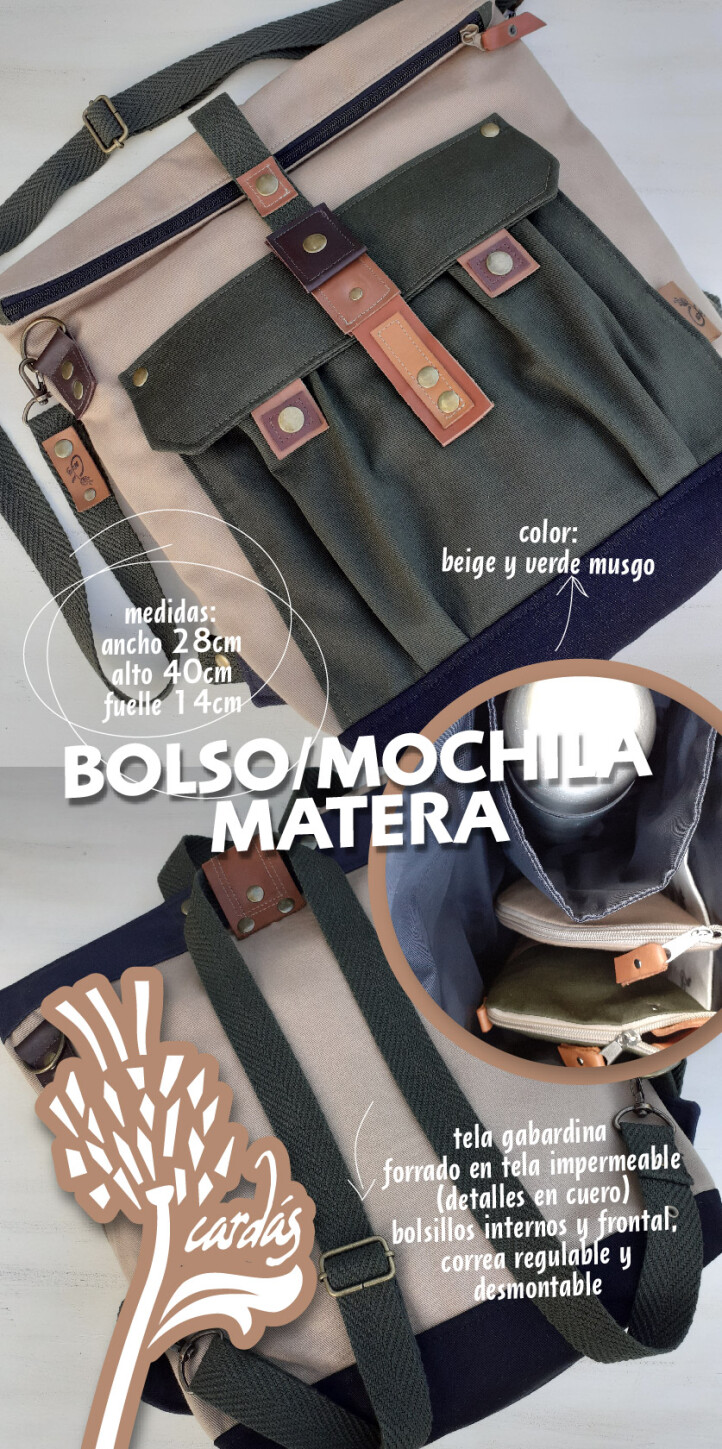 color:
beige y verde musgo
medidas:
ancho 28cm
alto 40cm
fuelle 14cm
BOLSO/MOCHILA
MATERA
tela gabardina
forrado en tela impermeable
(detalles en cuero)
bolsillos internos y frontal,
correa regulable y
desmontable
cardás